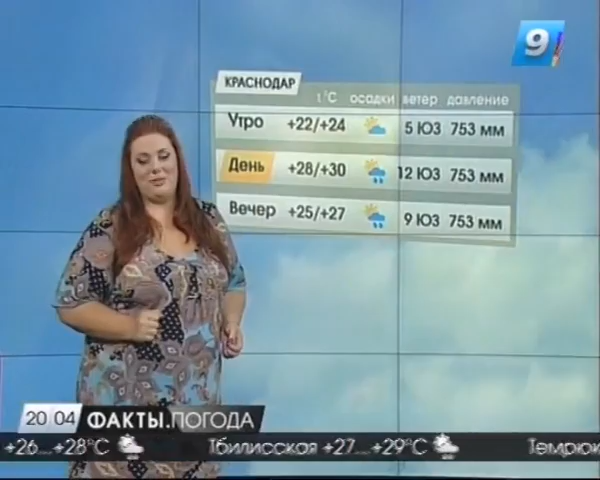 9
КРАСНОДАР
t °C осадки ветер давление
Утро +22/+24 5 ЮЗ 753 мм
День +28/+30 12 ЮЗ 753 мм
Вечер +25/+27 9 ЮЗ 753 мм
20 04 ФАКТЫ.ПОГОДА
+26...+28°C Тбилисская +27...+29°C Темрюк